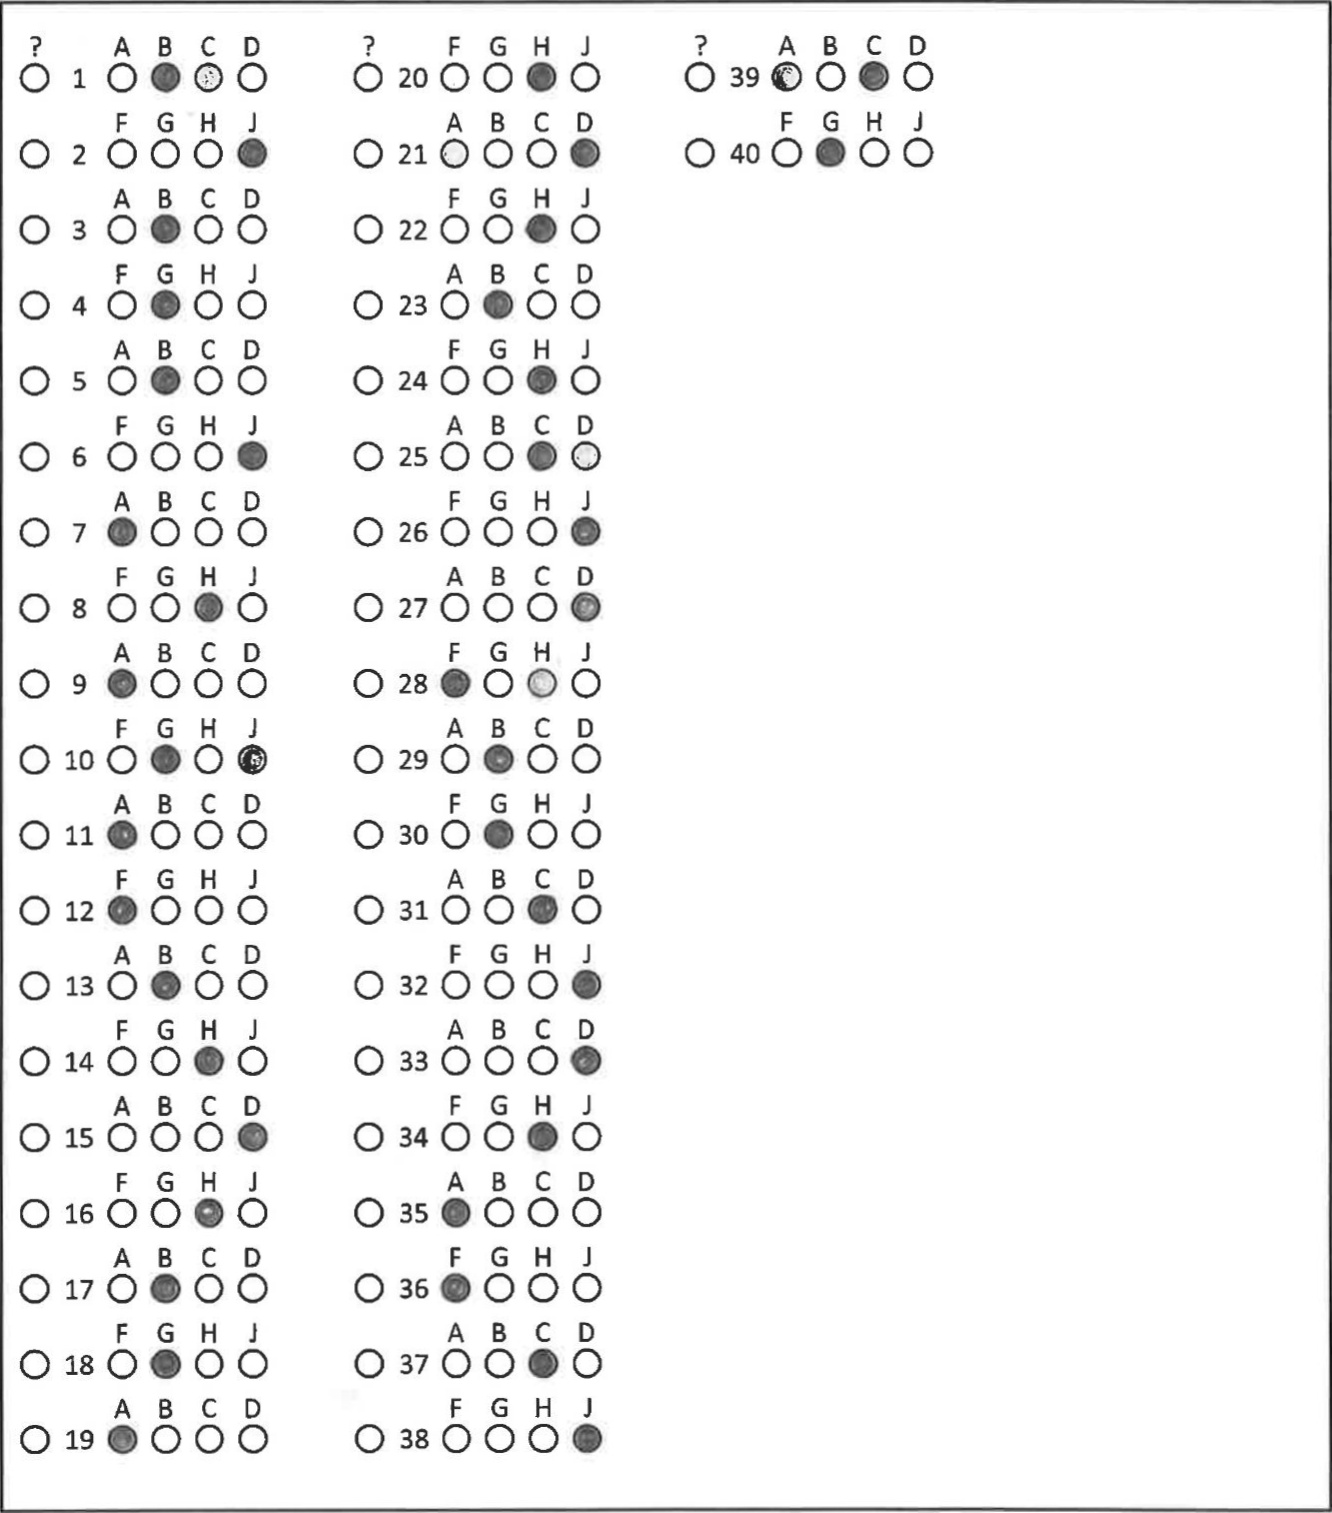 ? A B C D
1
F G H J
2
A B C D
3
F G H J
4
A B C D
5
F G H J
6
A B C D
7
F G H J
8
A B C D
9
F G H J
10
A B C D
11
F G H J
12
A B C D
13
F G H J
14
A B C D
15
F G H J
16
A B C D
17
F G H J
18
A B C D
19
? F G H J
20
A B C D
21
F G H J
22
A B C D
23
F G H J
24
A B C D
25
F G H J
26
A B C D
27
F G H J
28
A B C D
29
F G H J
30
A B C D
31
F G H J
32
A B C D
33
F G H J
34
A B C D
35
F G H J
36
A B C D
37
F G H J
38
? A B C D
39
F G H J
40